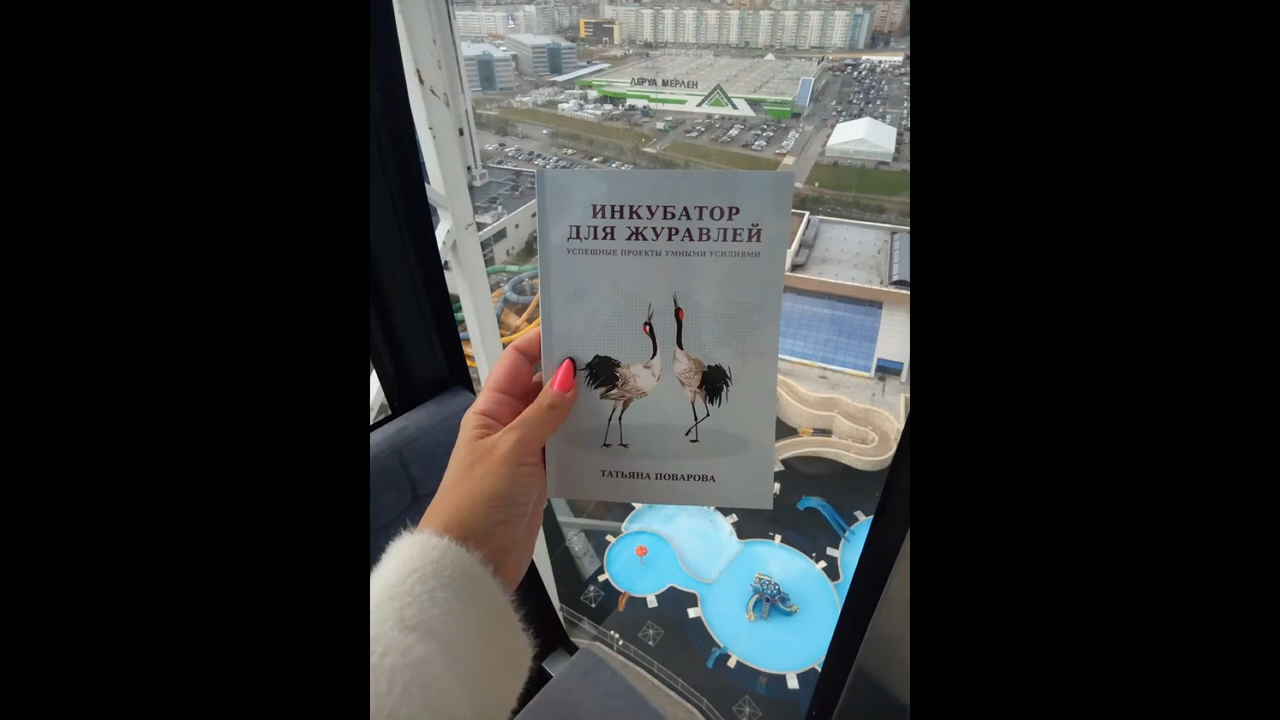 ЛЕРУА МЕРЛЕН
ИНКУБАТОР
ДЛЯ ЖУРАВЛЕЙ
УСПЕШНЫЕ ПРОЕКТЫ УМНЫМИ УСИЛИЯМИ
ТАТЬЯНА ПОВАРОВА